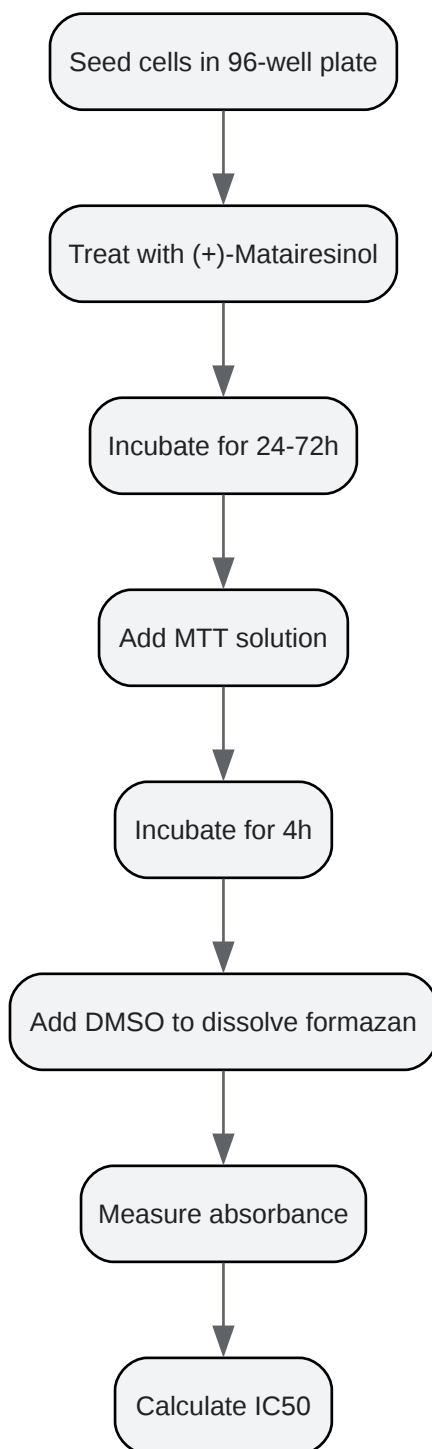 Seed cells in 96-well plate
Treat with (+)-Matairesinol
Incubate for 24-72h
Add MTT solution
Incubate for 4h
Add DMSO to dissolve formazan
Measure absorbance
Calculate IC50